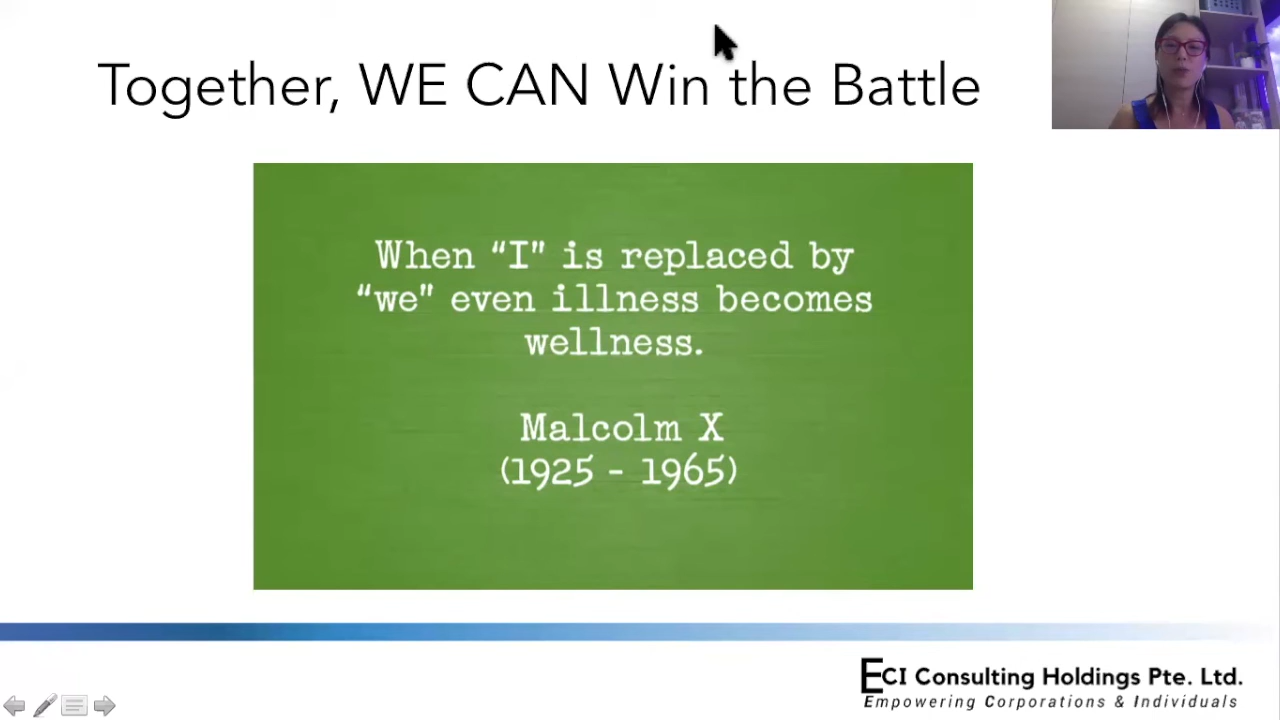 Together, WE CAN Win the Battle
When “I” is replaced by
“we” even illness becomes
wellness.
Malcolm X
(1925 - 1965)
ECI Consulting Holdings Pte. Ltd.
Empowering Corporations & Individuals